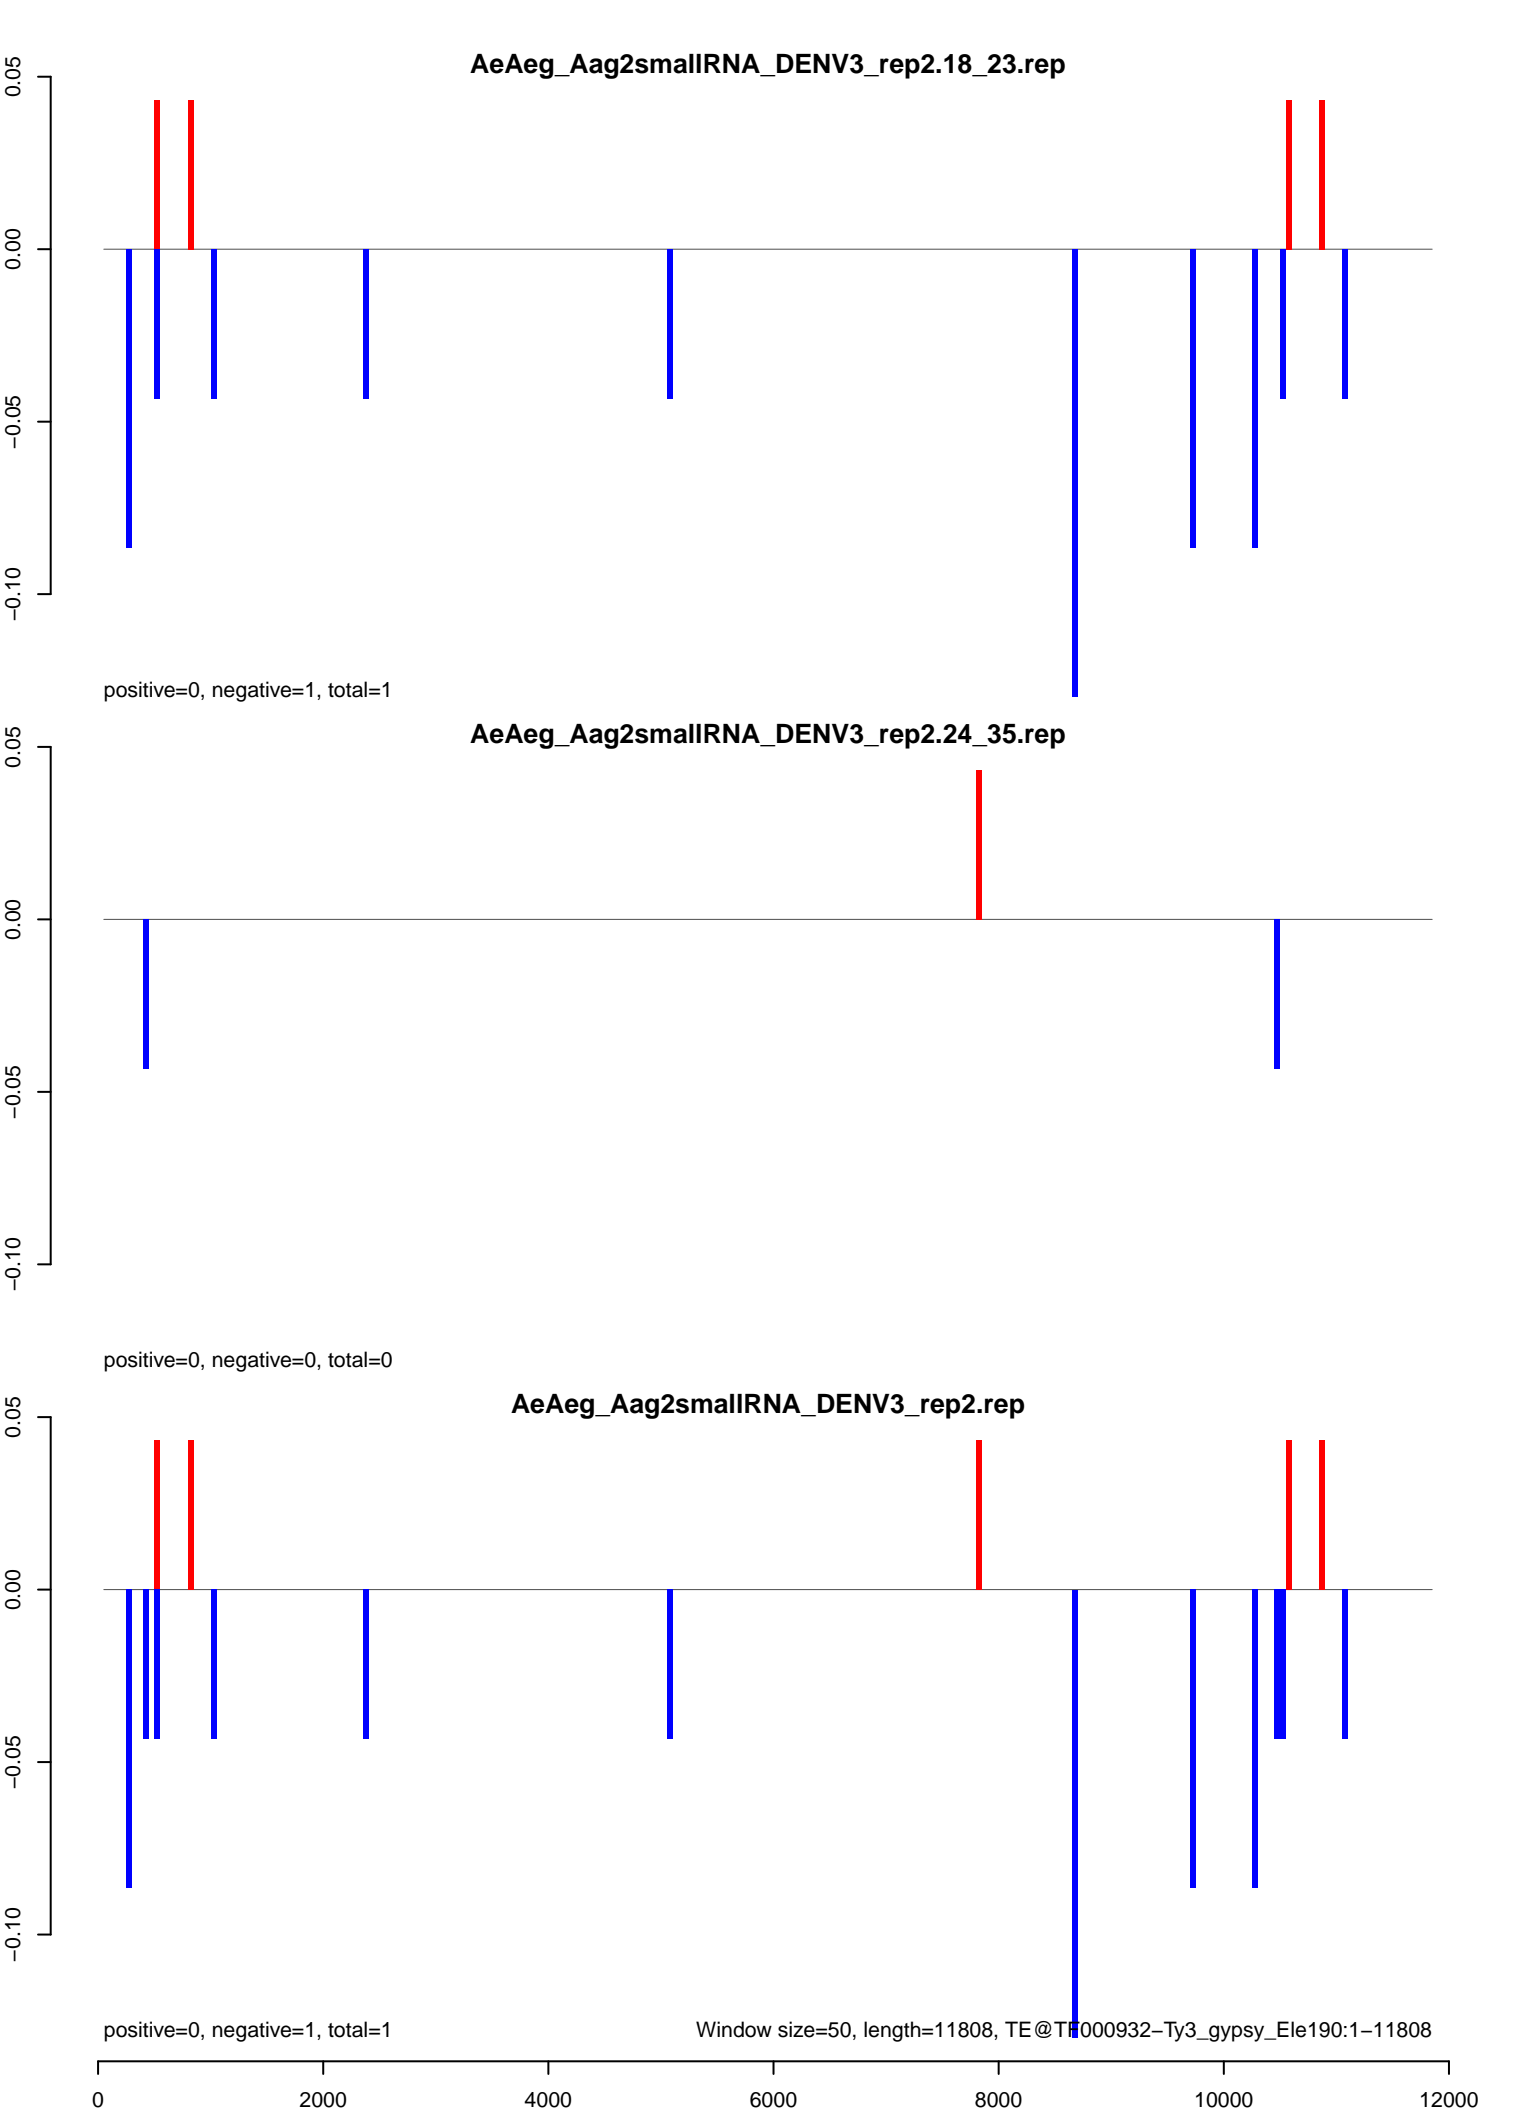 AeAeg_Aag2smallRNA_DENV3_rep2.18_23.rep
0.05
0.00
−0.05
−0.10
positive=0, negative=1, total=1
AeAeg_Aag2smallRNA_DENV3_rep2.24_35.rep
0.05
0.00
−0.05
−0.10
positive=0, negative=0, total=0
AeAeg_Aag2smallRNA_DENV3_rep2.rep
0.05
0.00
−0.05
−0.10
positive=0, negative=1, total=1 Window size=50, length=11808, TE@TF000932−Ty3_gypsy_Ele190:1−11808
0 2000 4000 6000 8000 10000 12000